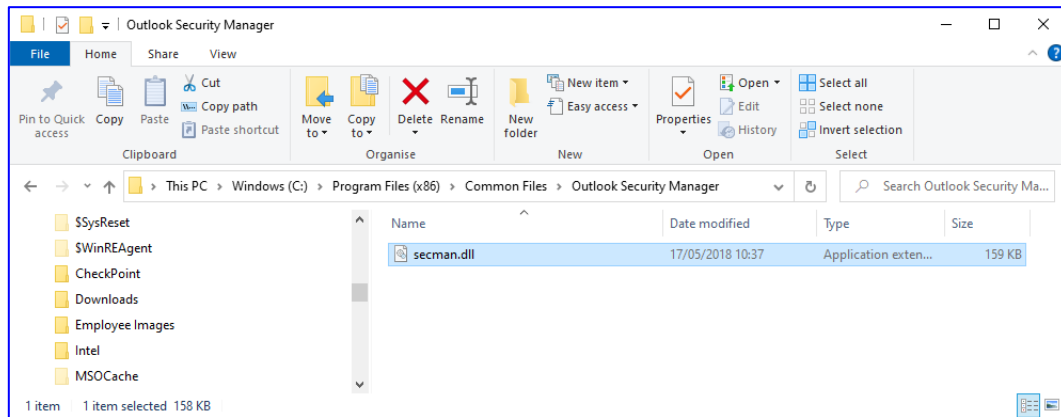 Outlook Security Manager
File Home Share View
Pin to Quick access
Copy
Paste
Cut
Copy path
Paste shortcut
Move to
Copy to
Delete
Rename
New folder
New item
Easy access
Properties
Open
Edit
History
Select all
Select none
Invert selection
Clipboard Organise New Open Select
This PC > Windows (C:) > Program Files (x86) > Common Files > Outlook Security Manager
Search Outlook Security Ma...
Name Date modified Type Size
secman.dll 17/05/2018 10:37 Application exten... 159 KB
$SysReset
$WinREAgent
CheckPoint
Downloads
Employee Images
Intel
MSOCache
1 item 1 item selected 158 KB